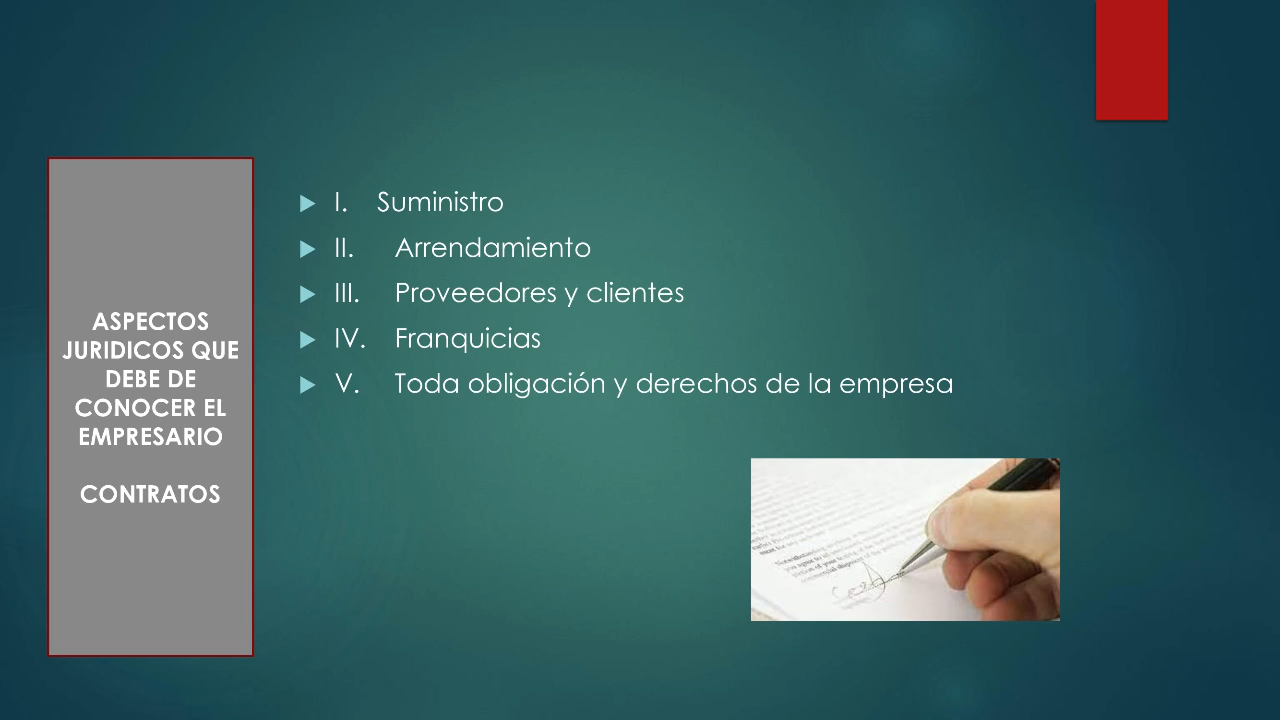 ASPECTOS
JURIDICOS QUE
DEBE DE
CONOCER EL
EMPRESARIO
CONTRATOS
I. Suministro
II. Arrendamiento
III. Proveedores y clientes
IV. Franquicias
V. Toda obligación y derechos de la empresa